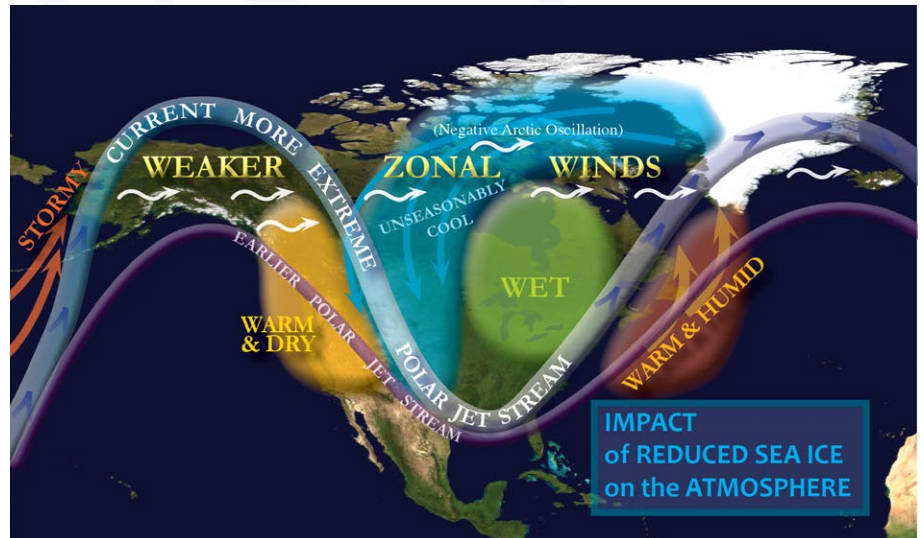 (Negative Arctic Oscillation)
CURRENT MORE EXTREME POLAR JET STREAM
WEAKER ZONAL WINDS
STORMY
UNSEASONABLY
COOL
EARLIER POLAR JET STREAM
WET
WARM
& DRY
WARM & HUMID
IMPACT
of REDUCED SEA ICE
on the ATMOSPHERE